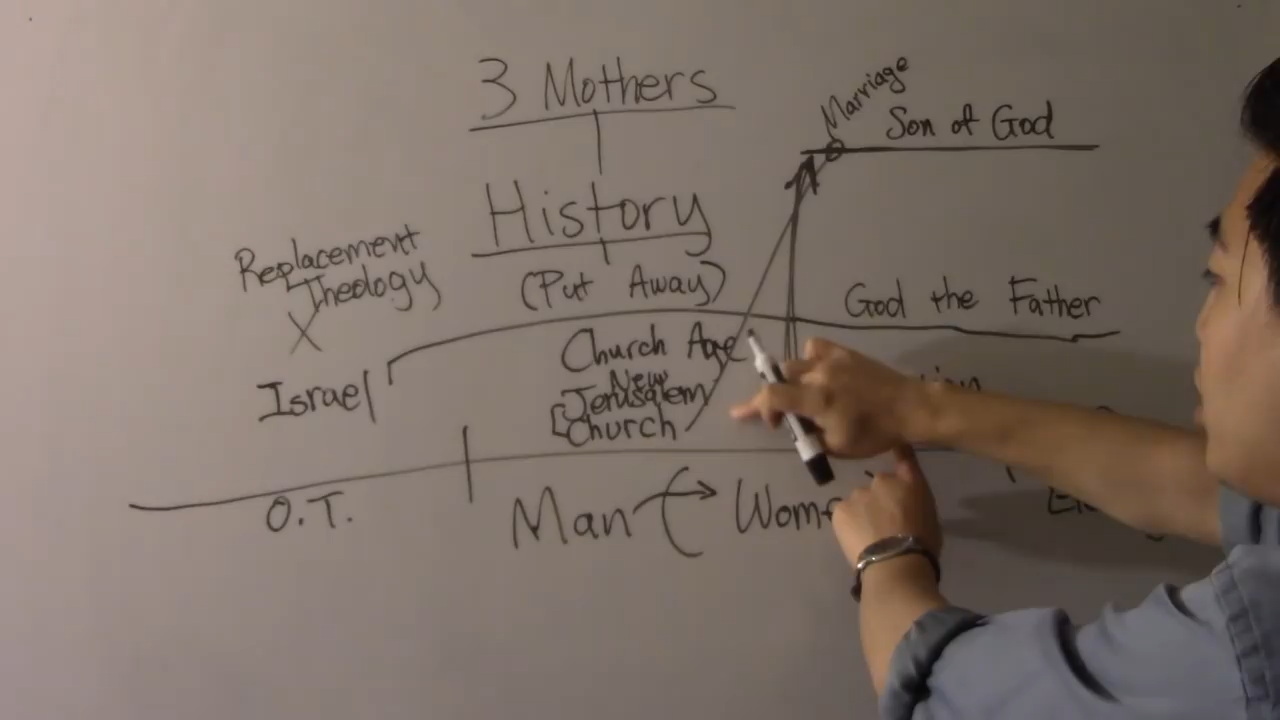 3 Mothers
Marriage
Son of God
History
Replacement
Theology
X
(Put Away)
God the Father
Church Age
Israel
New
Jerusalem
Church
O.T.
Man